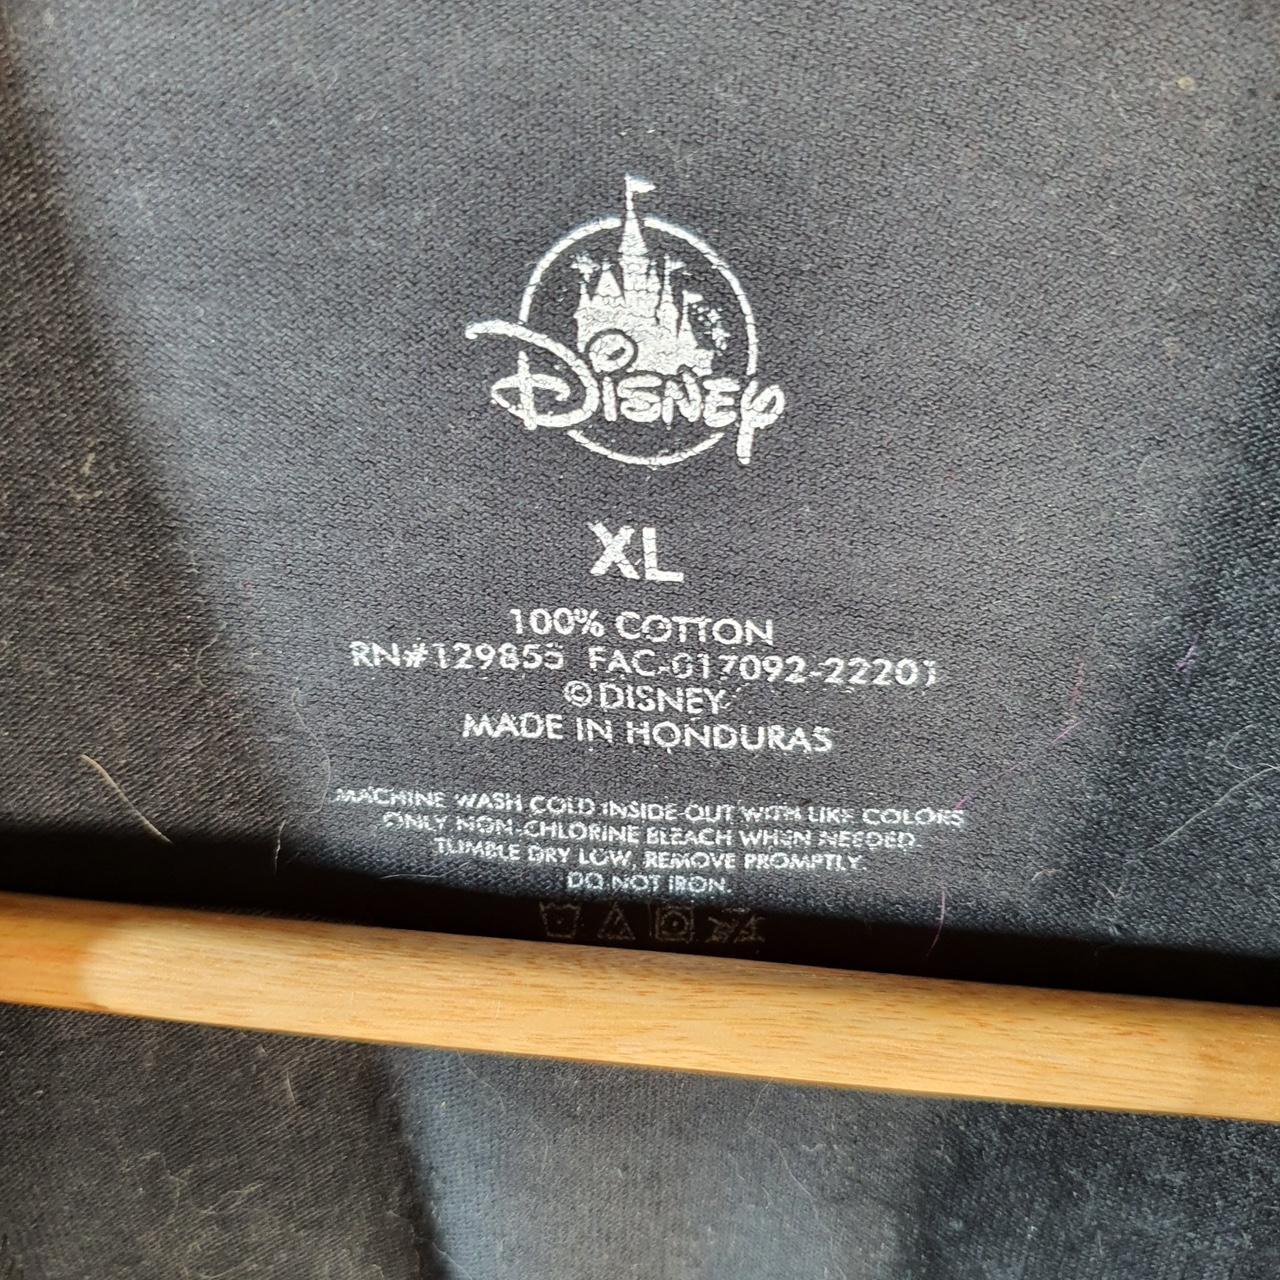 Disney
XL
100% COTTON
RN#129855 FAC-017092-22201
©DISNEY
MADE IN HONDURAS
MACHINE WASH COLD INSIDE-OUT WITH LIKE COLORS
ONLY NON-CHLORINE BLEACH WHEN NEEDED
TUMBLE DRY LOW, REMOVE PROMPTLY.
DO NOT IRON.